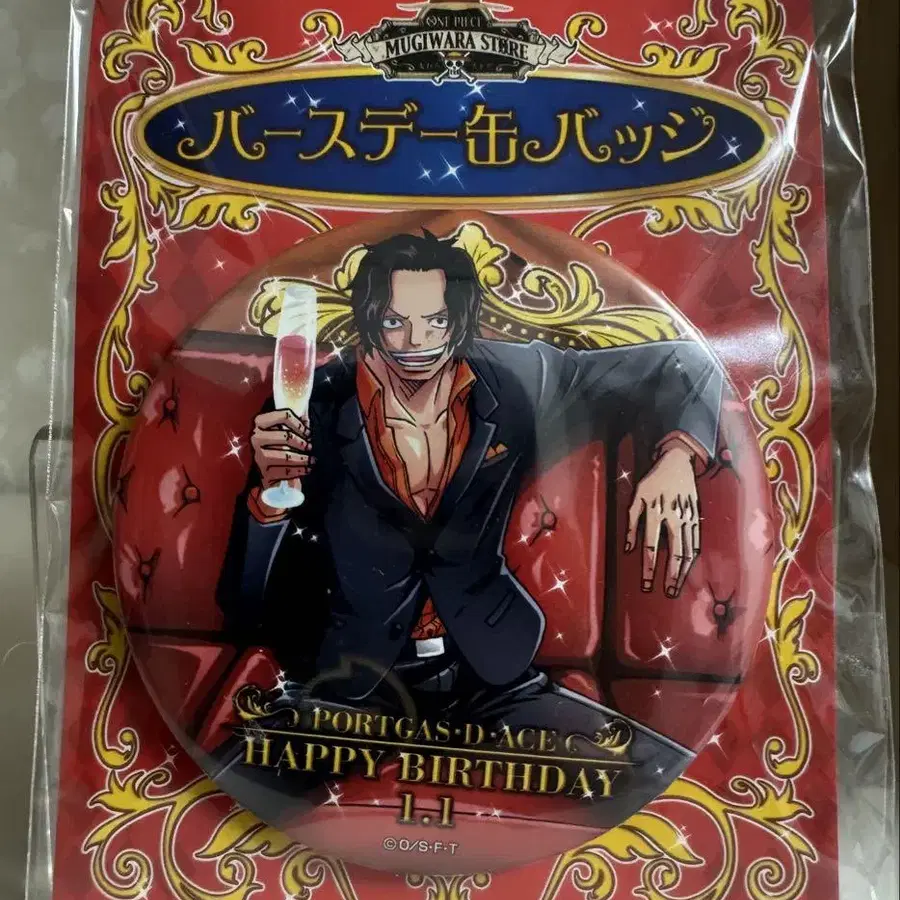 ONE PIECE
MUGIWARA STORE
バースデー缶バッジ
PORTGAS・D・ACE
HAPPY BIRTHDAY
1.1
©O/S・F・T